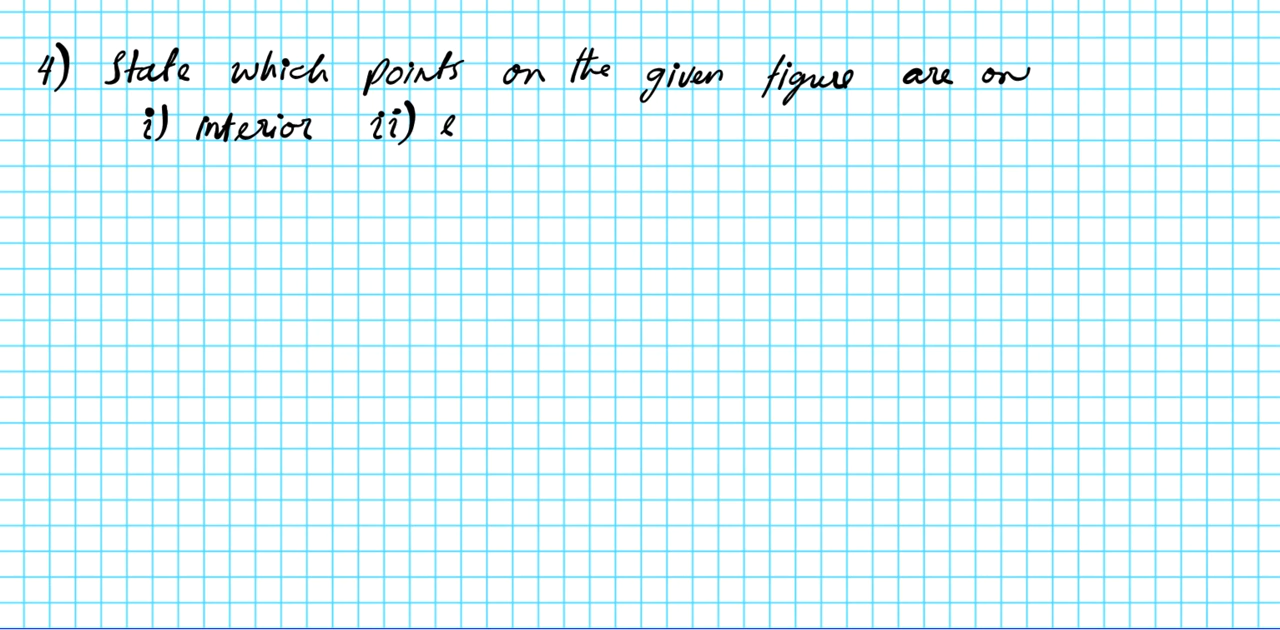 4) State which points on the given figure are on
i) interior ii) e